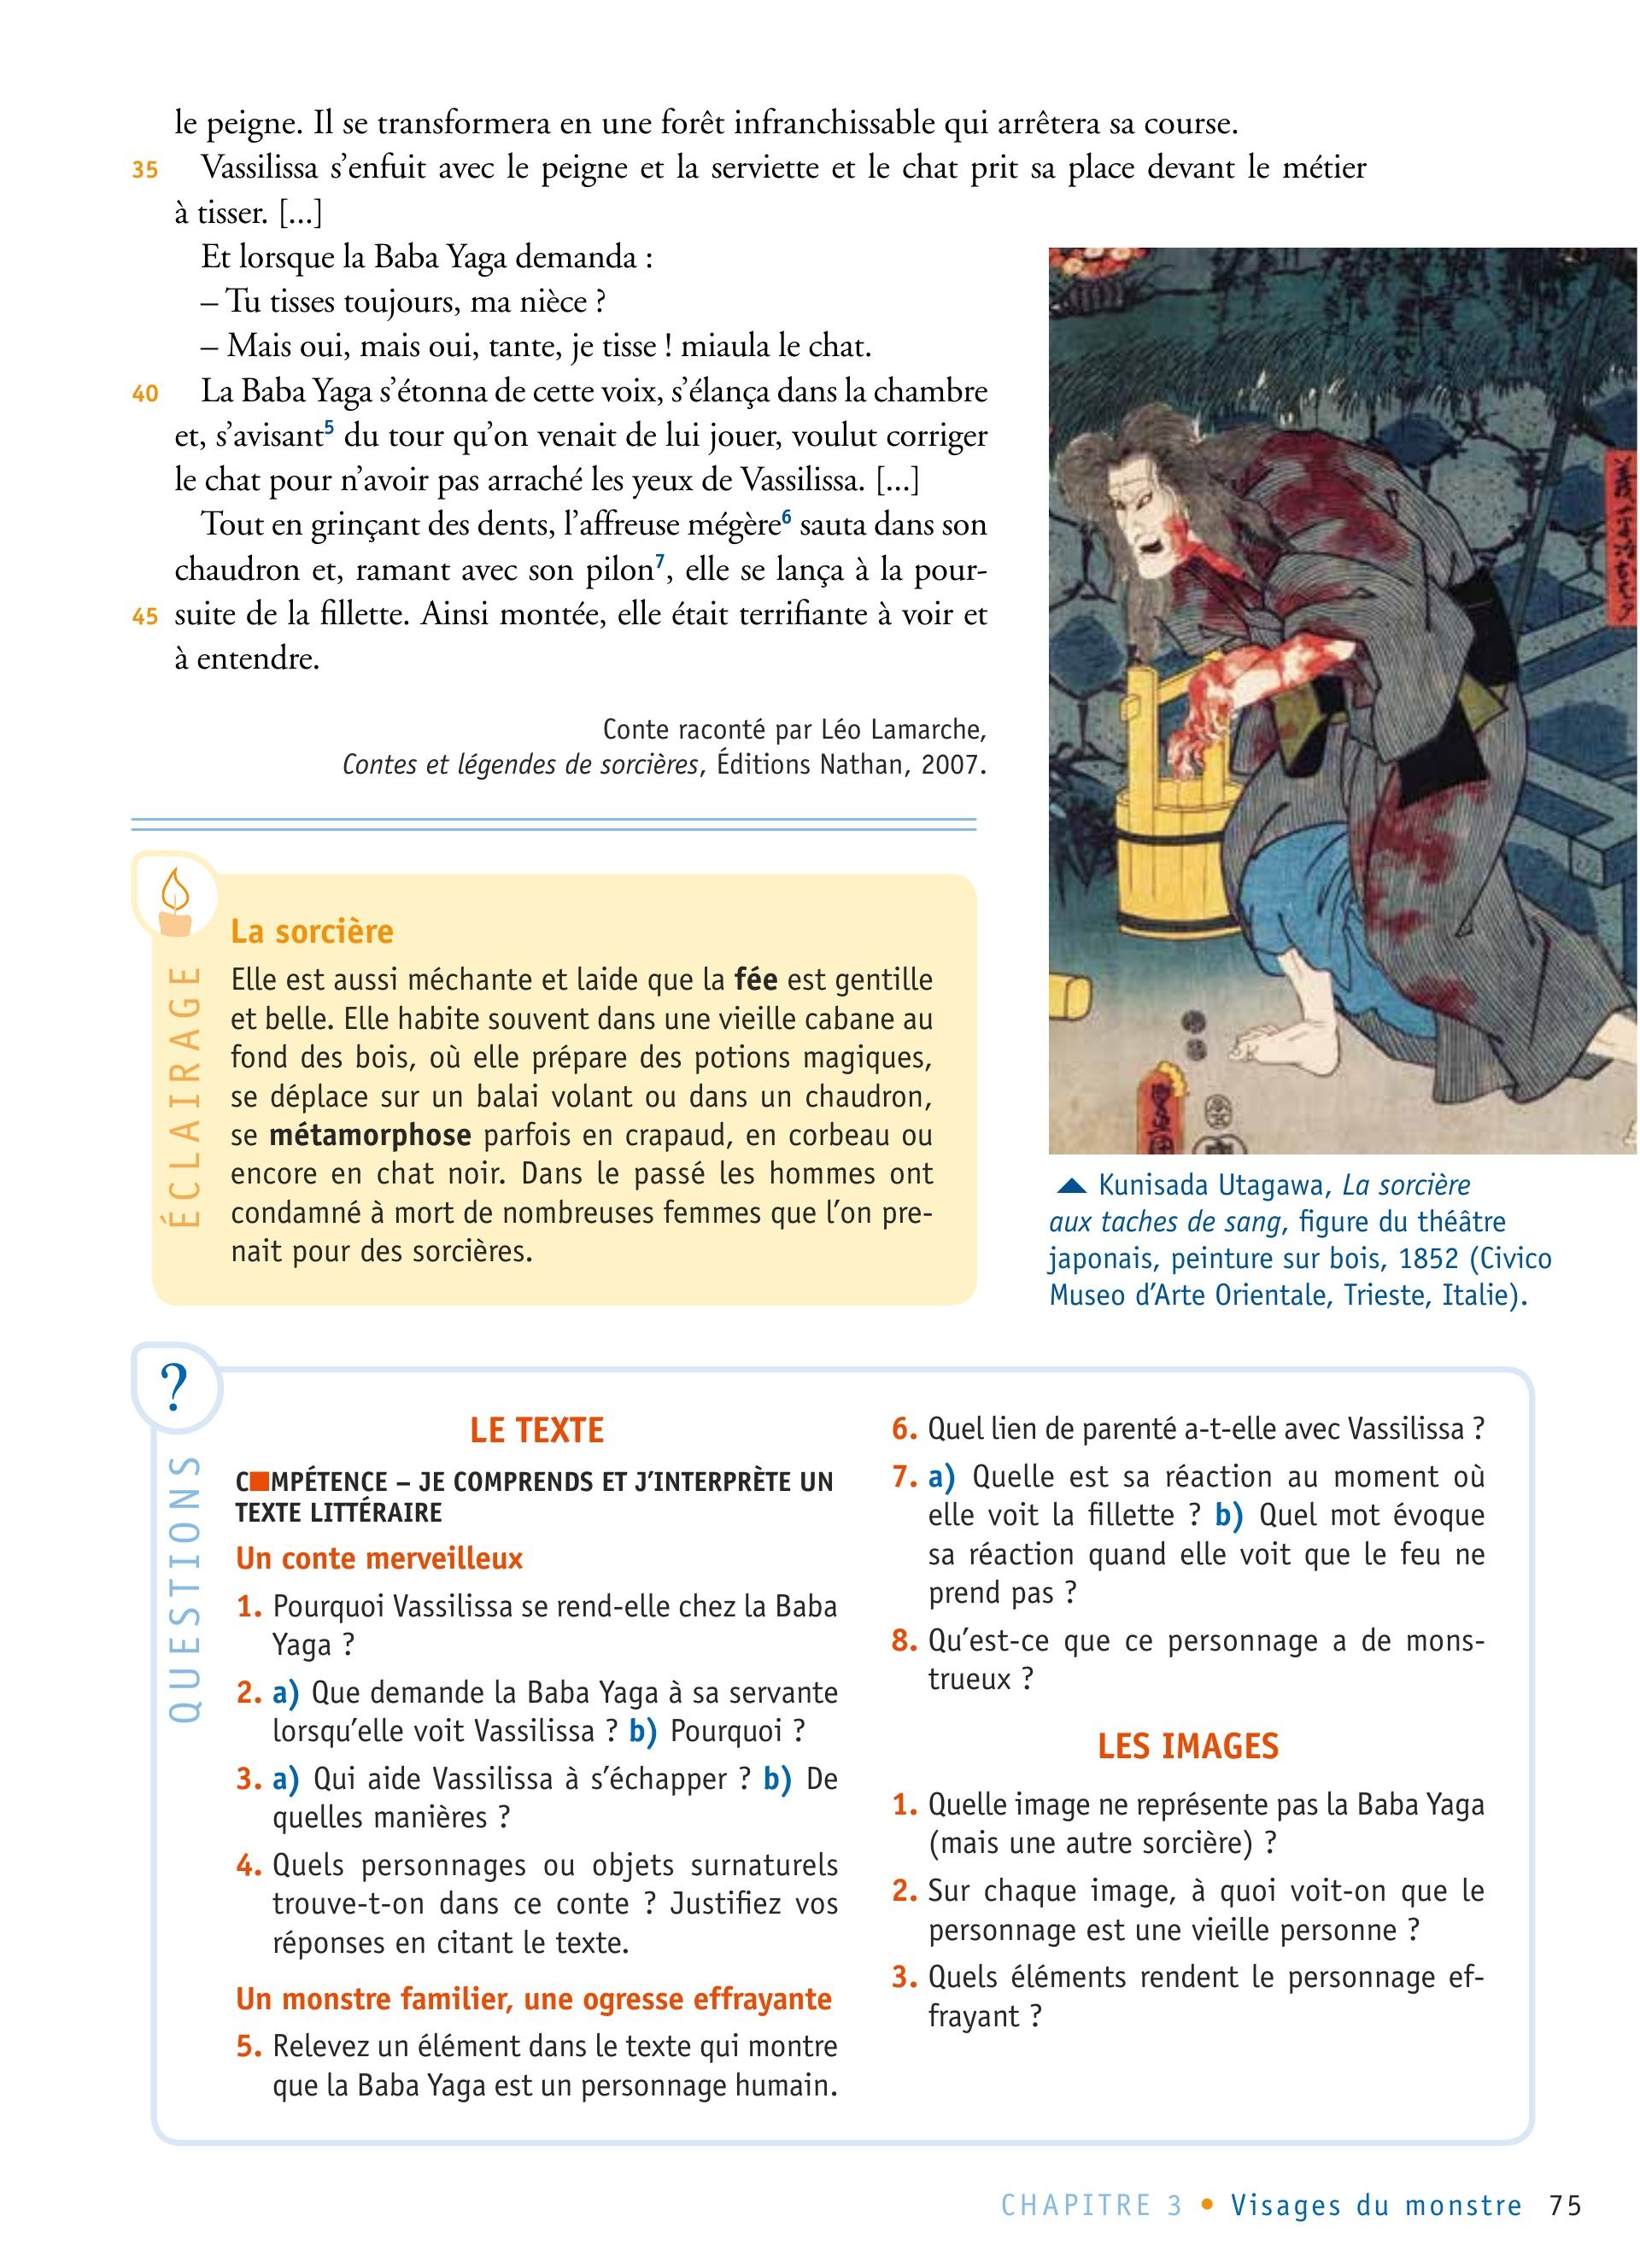 le peigne. Il se transformera en une forêt infranchissable qui arrêtera sa course.
35 Vassilissa s’enfuit avec le peigne et la serviette et le chat prit sa place devant le métier
à tisser. [...]
Et lorsque la Baba Yaga demanda :
– Tu tisses toujours, ma nièce ?
– Mais oui, mais oui, tante, je tisse ! miaula le chat.
40 La Baba Yaga s’étonna de cette voix, s’élança dans la chambre
et, s’avisant5 du tour qu’on venait de lui jouer, voulut corriger
le chat pour n’avoir pas arraché les yeux de Vassilissa. [...]
Tout en grinçant des dents, l’affreuse mégère6 sauta dans son
chaudron et, ramant avec son pilon7, elle se lança à la pour-
45 suite de la fillette. Ainsi montée, elle était terrifiante à voir et
à entendre.
Conte raconté par Léo Lamarche,
Contes et légendes de sorcières, Éditions Nathan, 2007.
ÉCLAIRAGE
La sorcière
Elle est aussi méchante et laide que la fée est gentille
et belle. Elle habite souvent dans une vieille cabane au
fond des bois, où elle prépare des potions magiques,
se déplace sur un balai volant ou dans un chaudron,
se métamorphose parfois en crapaud, en corbeau ou
encore en chat noir. Dans le passé les hommes ont
condamné à mort de nombreuses femmes que l’on pre-
nait pour des sorcières.
Kunisada Utagawa, La sorcière
aux taches de sang, figure du théâtre
japonais, peinture sur bois, 1852 (Civico
Museo d’Arte Orientale, Trieste, Italie).
?
QUESTIONS
LE TEXTE
C■MPÉTENCE – JE COMPRENDS ET J’INTERPRÈTE UN
TEXTE LITTÉRAIRE
Un conte merveilleux
1. Pourquoi Vassilissa se rend-elle chez la Baba
Yaga ?
2. a) Que demande la Baba Yaga à sa servante
lorsqu’elle voit Vassilissa ? b) Pourquoi ?
3. a) Qui aide Vassilissa à s’échapper ? b) De
quelles manières ?
4. Quels personnages ou objets surnaturels
trouve-t-on dans ce conte ? Justifiez vos
réponses en citant le texte.
Un monstre familier, une ogresse effrayante
5. Relevez un élément dans le texte qui montre
que la Baba Yaga est un personnage humain.
6. Quel lien de parenté a-t-elle avec Vassilissa ?
7. a) Quelle est sa réaction au moment où
elle voit la fillette ? b) Quel mot évoque
sa réaction quand elle voit que le feu ne
prend pas ?
8. Qu’est-ce que ce personnage a de mons-
trueux ?
LES IMAGES
1. Quelle image ne représente pas la Baba Yaga
(mais une autre sorcière) ?
2. Sur chaque image, à quoi voit-on que le
personnage est une vieille personne ?
3. Quels éléments rendent le personnage ef-
frayant ?
CHAPITRE 3 • Visages du monstre 75